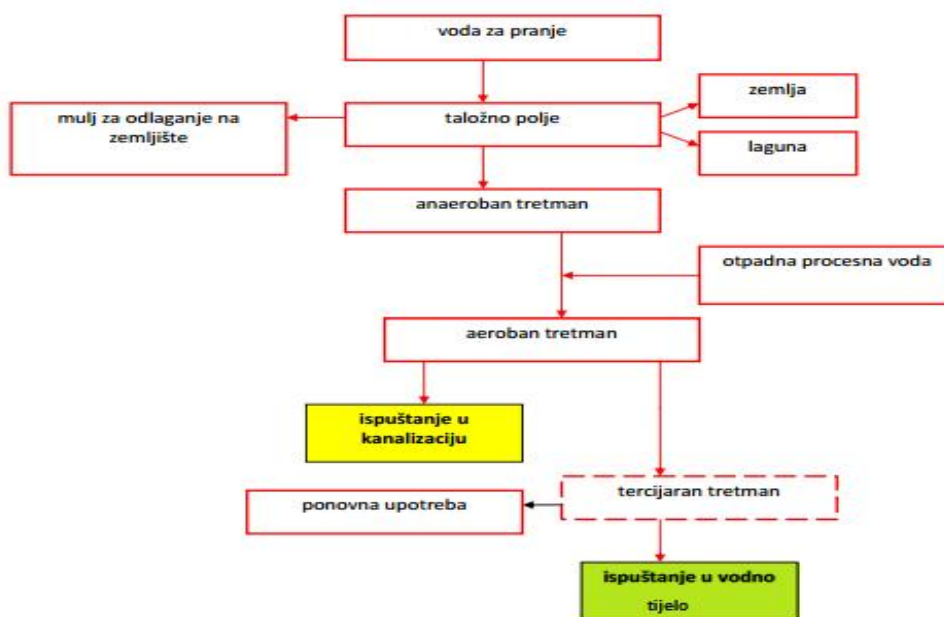 voda za pranje
zemlja
mulj za odlaganje na
zemljište
taložno polje
laguna
anaeroban tretman
otpadna procesna voda
aeroban tretman
ispuštanje u
kanalizaciju
tercijaran tretman
ponovna upotreba
ispuštanje u vodno
tijelo